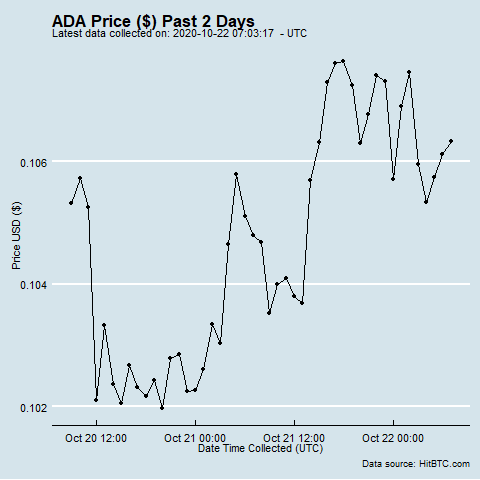 ADA Price ($) Past 2 Days
Latest data collected on: 2020-10-22 07:03:17  - UTC
Price USD ($)
0.106
0.104
0.102
Oct 20 12:00 Oct 21 00:00 Oct 21 12:00 Oct 22 00:00
Date Time Collected (UTC)
Data source: HitBTC.com